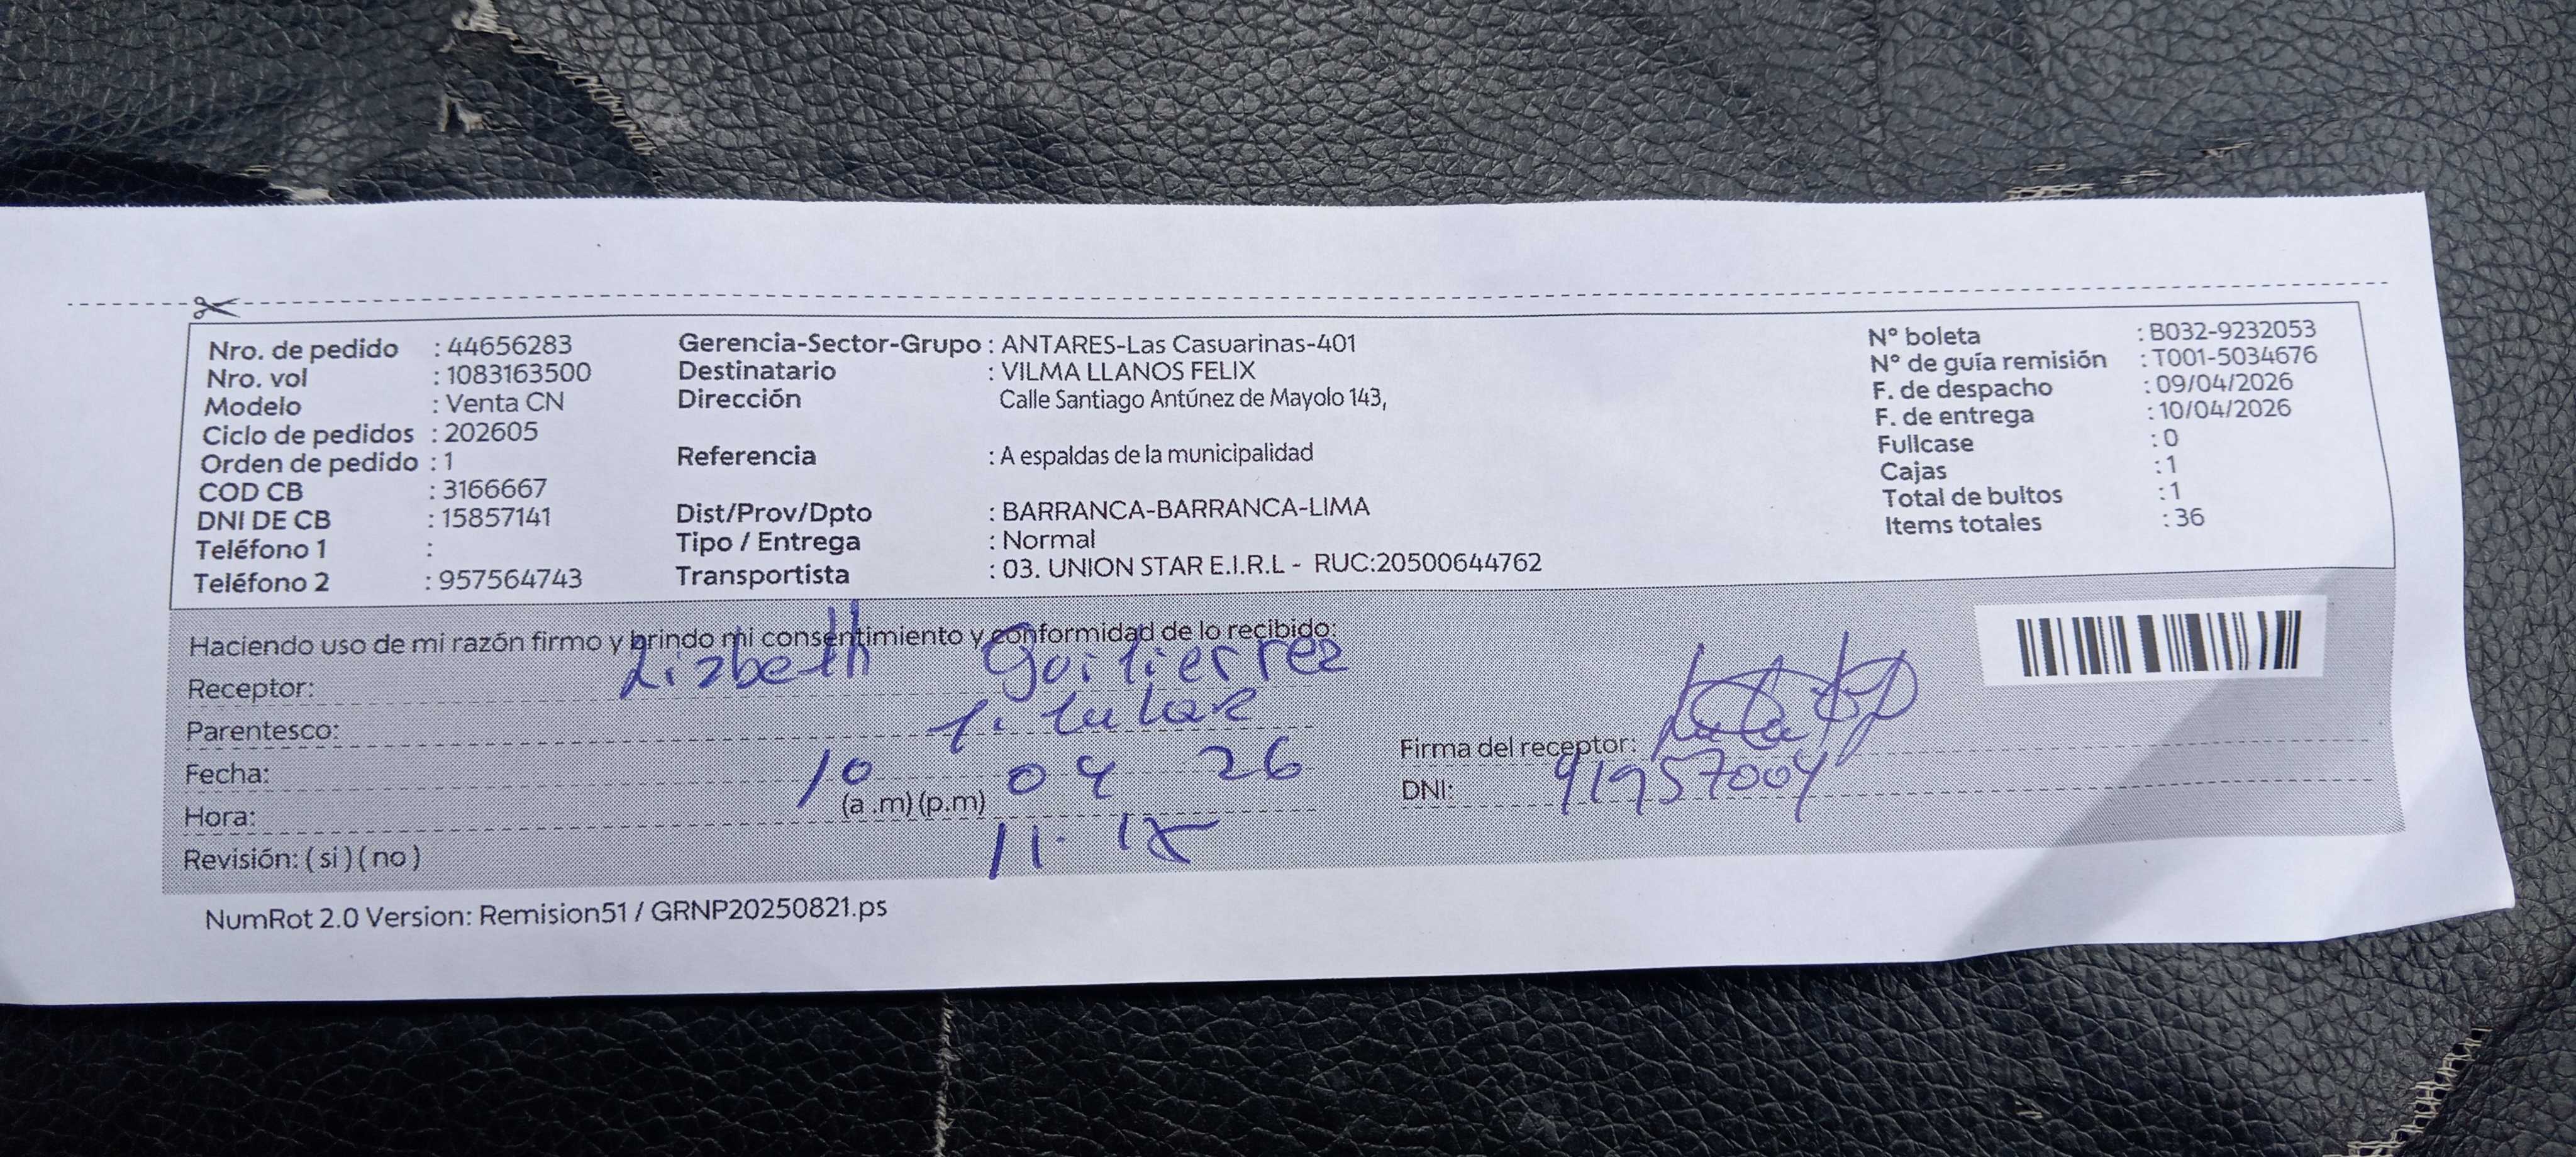 Nro. de pedido : 44656283
Nro. vol : 1083163500
Modelo : Venta CN
Ciclo de pedidos : 202605
Orden de pedido : 1
COD CB : 3166667
DNI DE CB : 15857141
Teléfono 1 :
Teléfono 2 : 957564743
Gerencia-Sector-Grupo : ANTARES-Las Casuarinas-401
Destinatario : VILMA LLANOS FELIX
Dirección Calle Santiago Antúnez de Mayolo 143,
Referencia : A espaldas de la municipalidad
Dist/Prov/Dpto : BARRANCA-BARRANCA-LIMA
Tipo / Entrega : Normal
Transportista : 03. UNION STAR E.I.R.L - RUC:20500644762
N° boleta : B032-9232053
N° de guía remisión : T001-5034676
F. de despacho : 09/04/2026
F. de entrega : 10/04/2026
Fullcase : 0
Cajas : 1
Total de bultos : 1
Items totales : 36
Haciendo uso de mi razón firmo y brindo mi consentimiento y conformidad de lo recibido:
Receptor: Lizbeth
Parentesco: titular
Fecha: 10 04 26
Hora: (a .m) (p.m) 11.
Revisión: ( si ) ( no )
Firma del receptor:
DNI: 41957004
NumRot 2.0 Version: Remision51 / GRNP20250821.ps